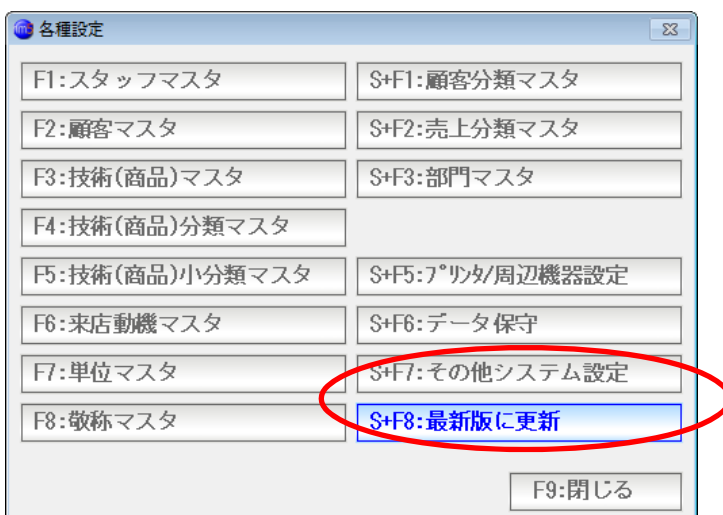 各種設定
F1:スタッフマスタ
S+F1:顧客分類マスタ
F2:顧客マスタ
S+F2:売上分類マスタ
F3:技術(商品)マスタ
S+F3:部門マスタ
F4:技術(商品)分類マスタ
F5:技術(商品)小分類マスタ
S+F5:ﾌﾟﾘﾝﾀ/周辺機器設定
F6:来店動機マスタ
S+F6:データ保守
F7:単位マスタ
S+F7:その他システム設定
F8:敬称マスタ
S+F8:最新版に更新
F9:閉じる